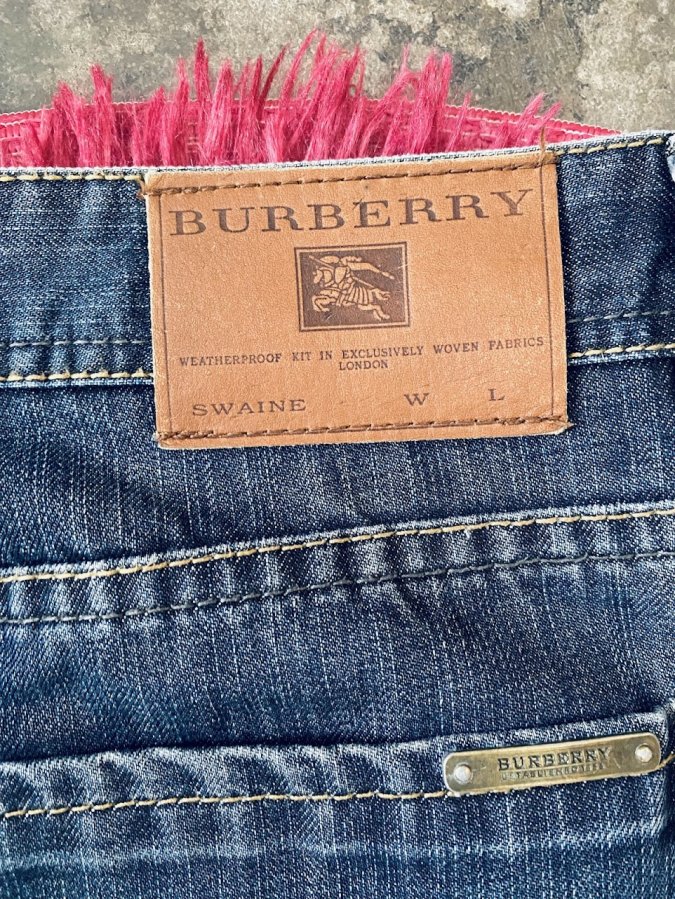 BURBERRY
WEATHERPROOF KIT IN EXCLUSIVELY WOVEN FABRICS
LONDON
SWAINE W L
BURBERRY